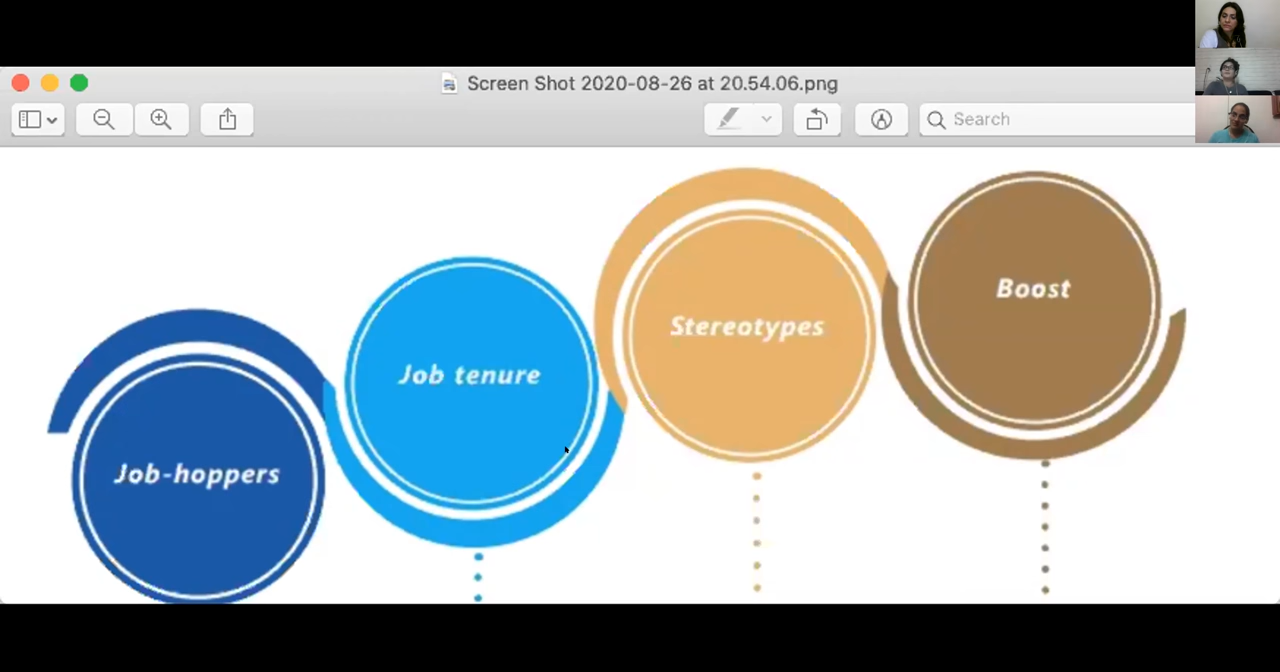 Screen Shot 2020-08-26 at 20.54.06.png
Search
Job-hoppers
Job tenure
Stereotypes
Boost